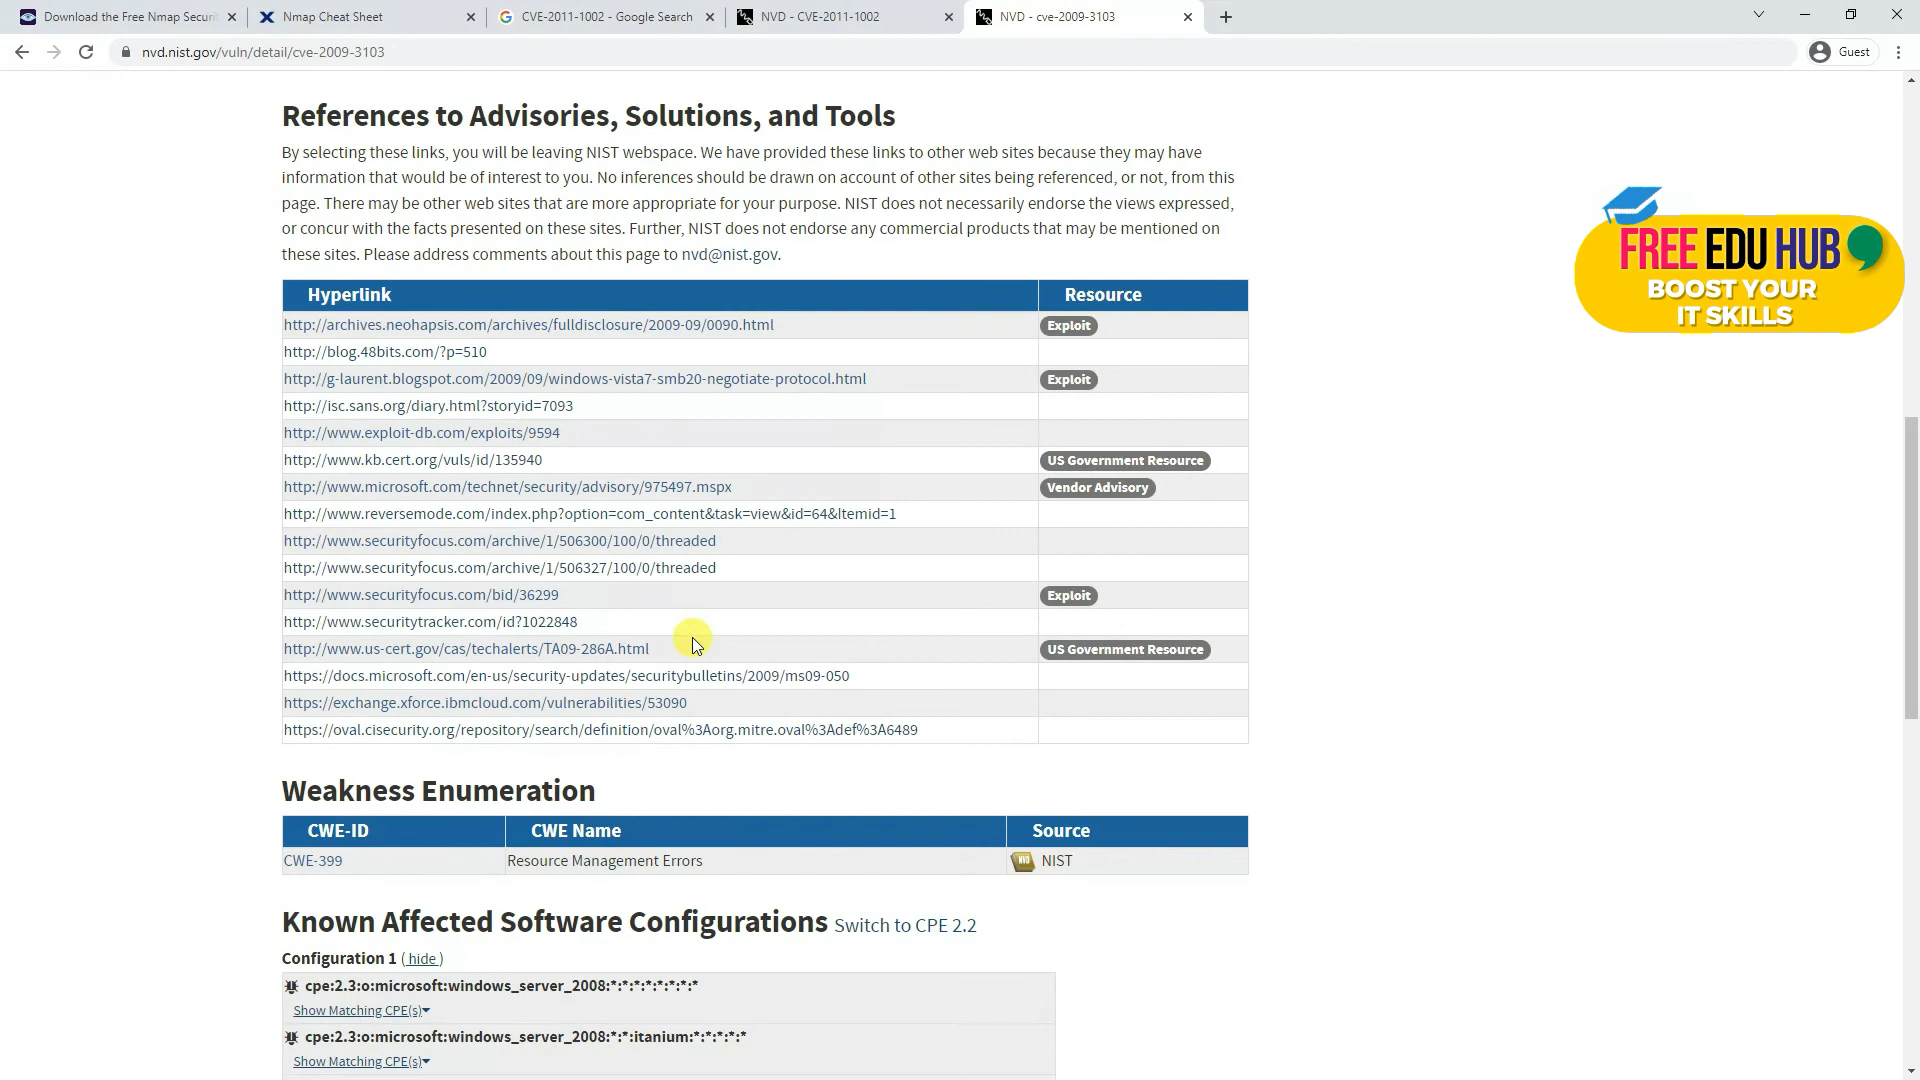 Download the Free Nmap Securi
Nmap Cheat Sheet
CVE-2011-1002 - Google Search
NVD - CVE-2011-1002
NVD - cve-2009-3103
nvd.nist.gov/vuln/detail/cve-2009-3103
Guest
References to Advisories, Solutions, and Tools
By selecting these links, you will be leaving NIST webspace. We have provided these links to other web sites because they may have
information that would be of interest to you. No inferences should be drawn on account of other sites being referenced, or not, from this
page. There may be other web sites that are more appropriate for your purpose. NIST does not necessarily endorse the views expressed,
or concur with the facts presented on these sites. Further, NIST does not endorse any commercial products that may be mentioned on
these sites. Please address comments about this page to nvd@nist.gov.
FREE EDU HUB
BOOST YOUR
IT SKILLS
Hyperlink Resource
http://archives.neohapsis.com/archives/fulldisclosure/2009-09/0090.html Exploit
http://blog.48bits.com/?p=510
http://g-laurent.blogspot.com/2009/09/windows-vista7-smb20-negotiate-protocol.html Exploit
http://isc.sans.org/diary.html?storyid=7093
http://www.exploit-db.com/exploits/9594
http://www.kb.cert.org/vuls/id/135940 US Government Resource
http://www.microsoft.com/technet/security/advisory/975497.mspx Vendor Advisory
http://www.reversemode.com/index.php?option=com_content&task=view&id=64&Itemid=1
http://www.securityfocus.com/archive/1/506300/100/0/threaded
http://www.securityfocus.com/archive/1/506327/100/0/threaded
http://www.securityfocus.com/bid/36299 Exploit
http://www.securitytracker.com/id?1022848
http://www.us-cert.gov/cas/techalerts/TA09-286A.html US Government Resource
https://docs.microsoft.com/en-us/security-updates/securitybulletins/2009/ms09-050
https://exchange.xforce.ibmcloud.com/vulnerabilities/53090
https://oval.cisecurity.org/repository/search/definition/oval%3Aorg.mitre.oval%3Adef%3A6489
Weakness Enumeration
CWE-ID CWE Name Source
CWE-399 Resource Management Errors NVD NIST
Known Affected Software Configurations Switch to CPE 2.2
Configuration 1 ( hide )
cpe:2.3:o:microsoft:windows_server_2008:*:*:*:*:*:*:*:*
Show Matching CPE(s)
cpe:2.3:o:microsoft:windows_server_2008:*:*:itanium:*:*:*:*:*
Show Matching CPE(s)